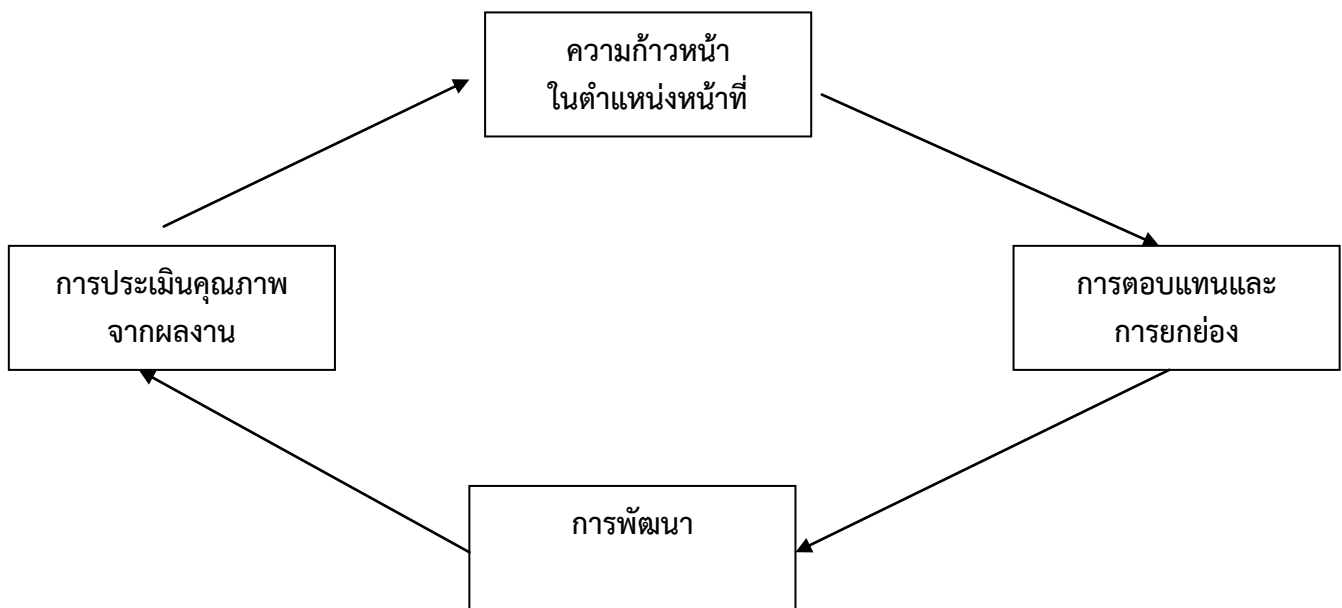 ความก้าวหน้า
ในตำแหน่งหน้าที่
การประเมินคุณภาพ
จากผลงาน
การตอบแทนและ
การยกย่อง
การพัฒนา